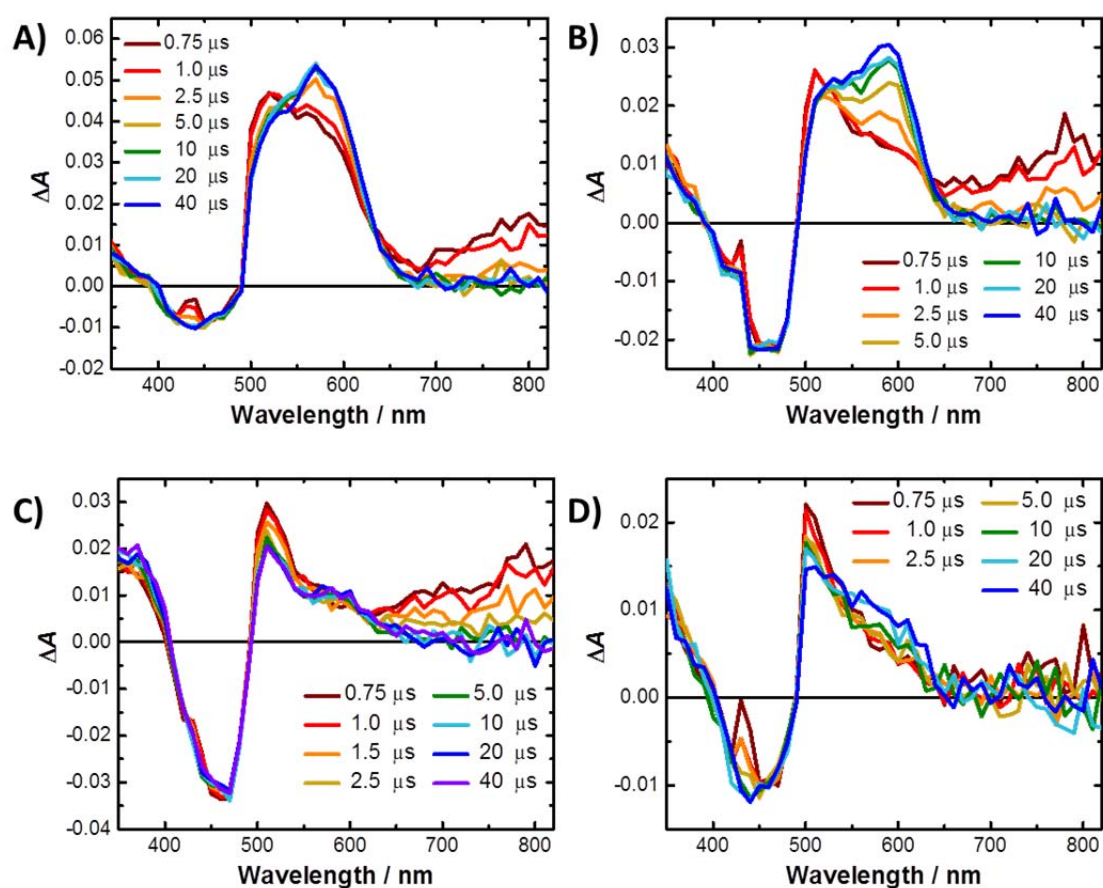 A)
0.06
0.05
0.04
0.03
0.02
0.01
0.00
-0.01
-0.02
ΔA
0.75 μs
1.0 μs
2.5 μs
5.0 μs
10 μs
20 μs
40 μs
400 500 600 700 800
Wavelength / nm
B)
0.03
0.02
0.01
0.00
-0.01
-0.02
ΔA
0.75 μs 10 μs
1.0 μs 20 μs
2.5 μs 40 μs
5.0 μs
400 500 600 700 800
Wavelength / nm
C)
0.03
0.02
0.01
0.00
-0.01
-0.02
-0.03
-0.04
ΔA
0.75 μs 5.0 μs
1.0 μs 10 μs
1.5 μs 20 μs
2.5 μs 40 μs
400 500 600 700 800
Wavelength / nm
D)
0.02
0.01
0.00
-0.01
ΔA
0.75 μs 5.0 μs
1.0 μs 10 μs
2.5 μs 20 μs
40 μs
400 500 600 700 800
Wavelength / nm